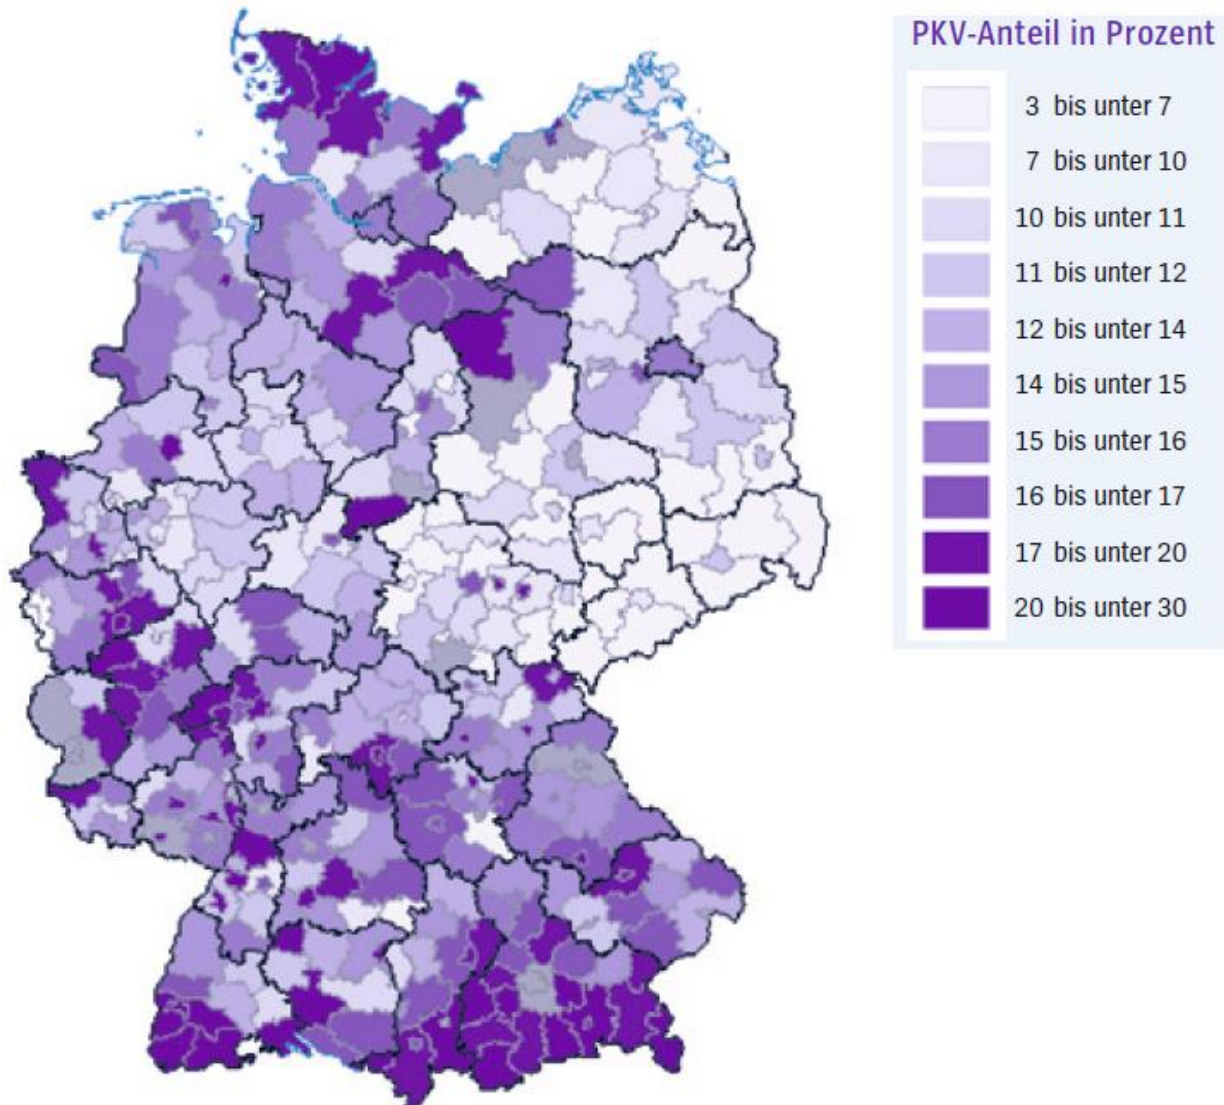 PKV-Anteil in Prozent
3 bis unter 7
7 bis unter 10
10 bis unter 11
11 bis unter 12
12 bis unter 14
14 bis unter 15
15 bis unter 16
16 bis unter 17
17 bis unter 20
20 bis unter 30